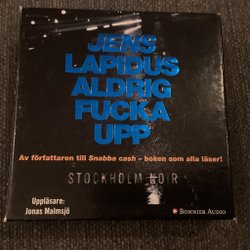 JENS
LAPIDUS
ALDRIG
FUCKA
UPP
Av författaren till Snabba cash – boken som alla läser!
STOCKHOLM NOIR
Uppläsare:
Jonas Malmsjö
BONNIER AUDIO